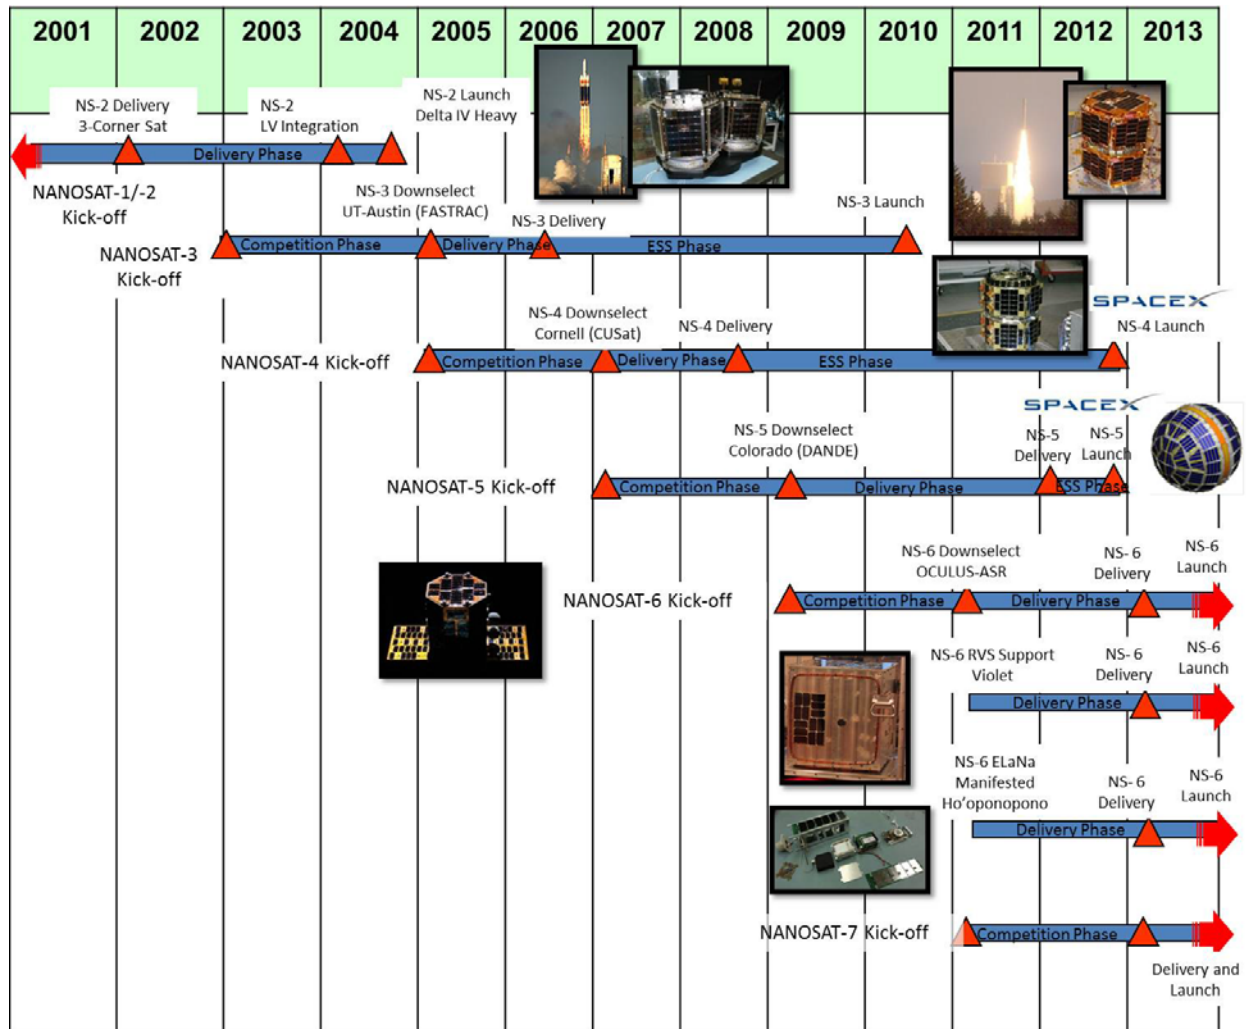 2001 2002 2003 2004 2005 2006 2007 2008 2009 2010 2011 2012 2013
NS-2 Delivery
3-Corner Sat
NS-2
LV Integration
NS-2 Launch
Delta IV Heavy
Delivery Phase
NANOSAT-1/-2
Kick-off
NS-3 Downselect
UT-Austin (FASTRAC)
NS-3 Delivery
NS-3 Launch
NANOSAT-3
Kick-off
Competition Phase
Delivery Phase
ESS Phase
SPACEX
NS-4 Downselect
Cornell (CUSat)
NS-4 Delivery
NS-4 Launch
NANOSAT-4 Kick-off
Competition Phase
Delivery Phase
ESS Phase
SPACEX
NS-5 Downselect
Colorado (DANDE)
NS-5
Delivery
NS-5
Launch
NANOSAT-5 Kick-off
Competition Phase
Delivery Phase
ESS Phase
NS-6 Downselect
OCULUS-ASR
NS- 6
Delivery
NS-6
Launch
NANOSAT-6 Kick-off
Competition Phase
Delivery Phase
NS-6 RVS Support
Violet
NS- 6
Delivery
NS-6
Launch
Delivery Phase
NS-6 ELaNa
Manifested
Ho'oponopono
NS- 6
Delivery
NS-6
Launch
Delivery Phase
NANOSAT-7 Kick-off
Competition Phase
Delivery and
Launch